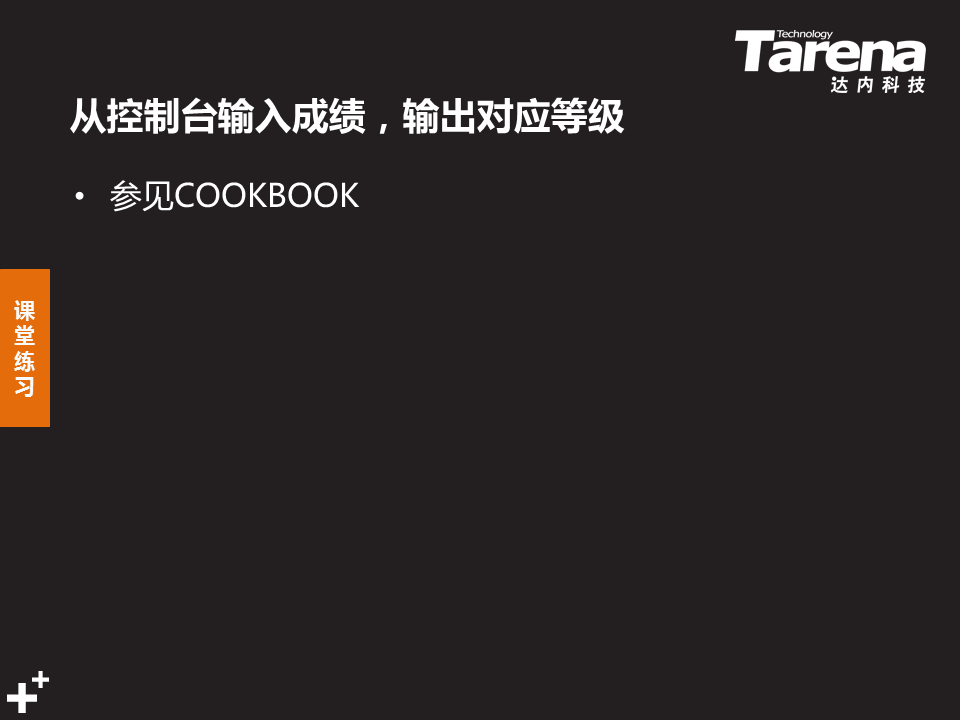 Technology
Tarena
达内科技
从控制台输入成绩，输出对应等级
• 参见COOKBOOK
课
堂
练
习